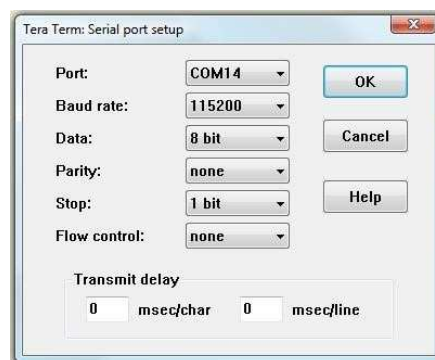 Tera Term: Serial port setup
Port: COM14 OK
Baud rate: 115200
Data: 8 bit Cancel
Parity: none
Stop: 1 bit Help
Flow control: none
Transmit delay
0 msec/char 0 msec/line